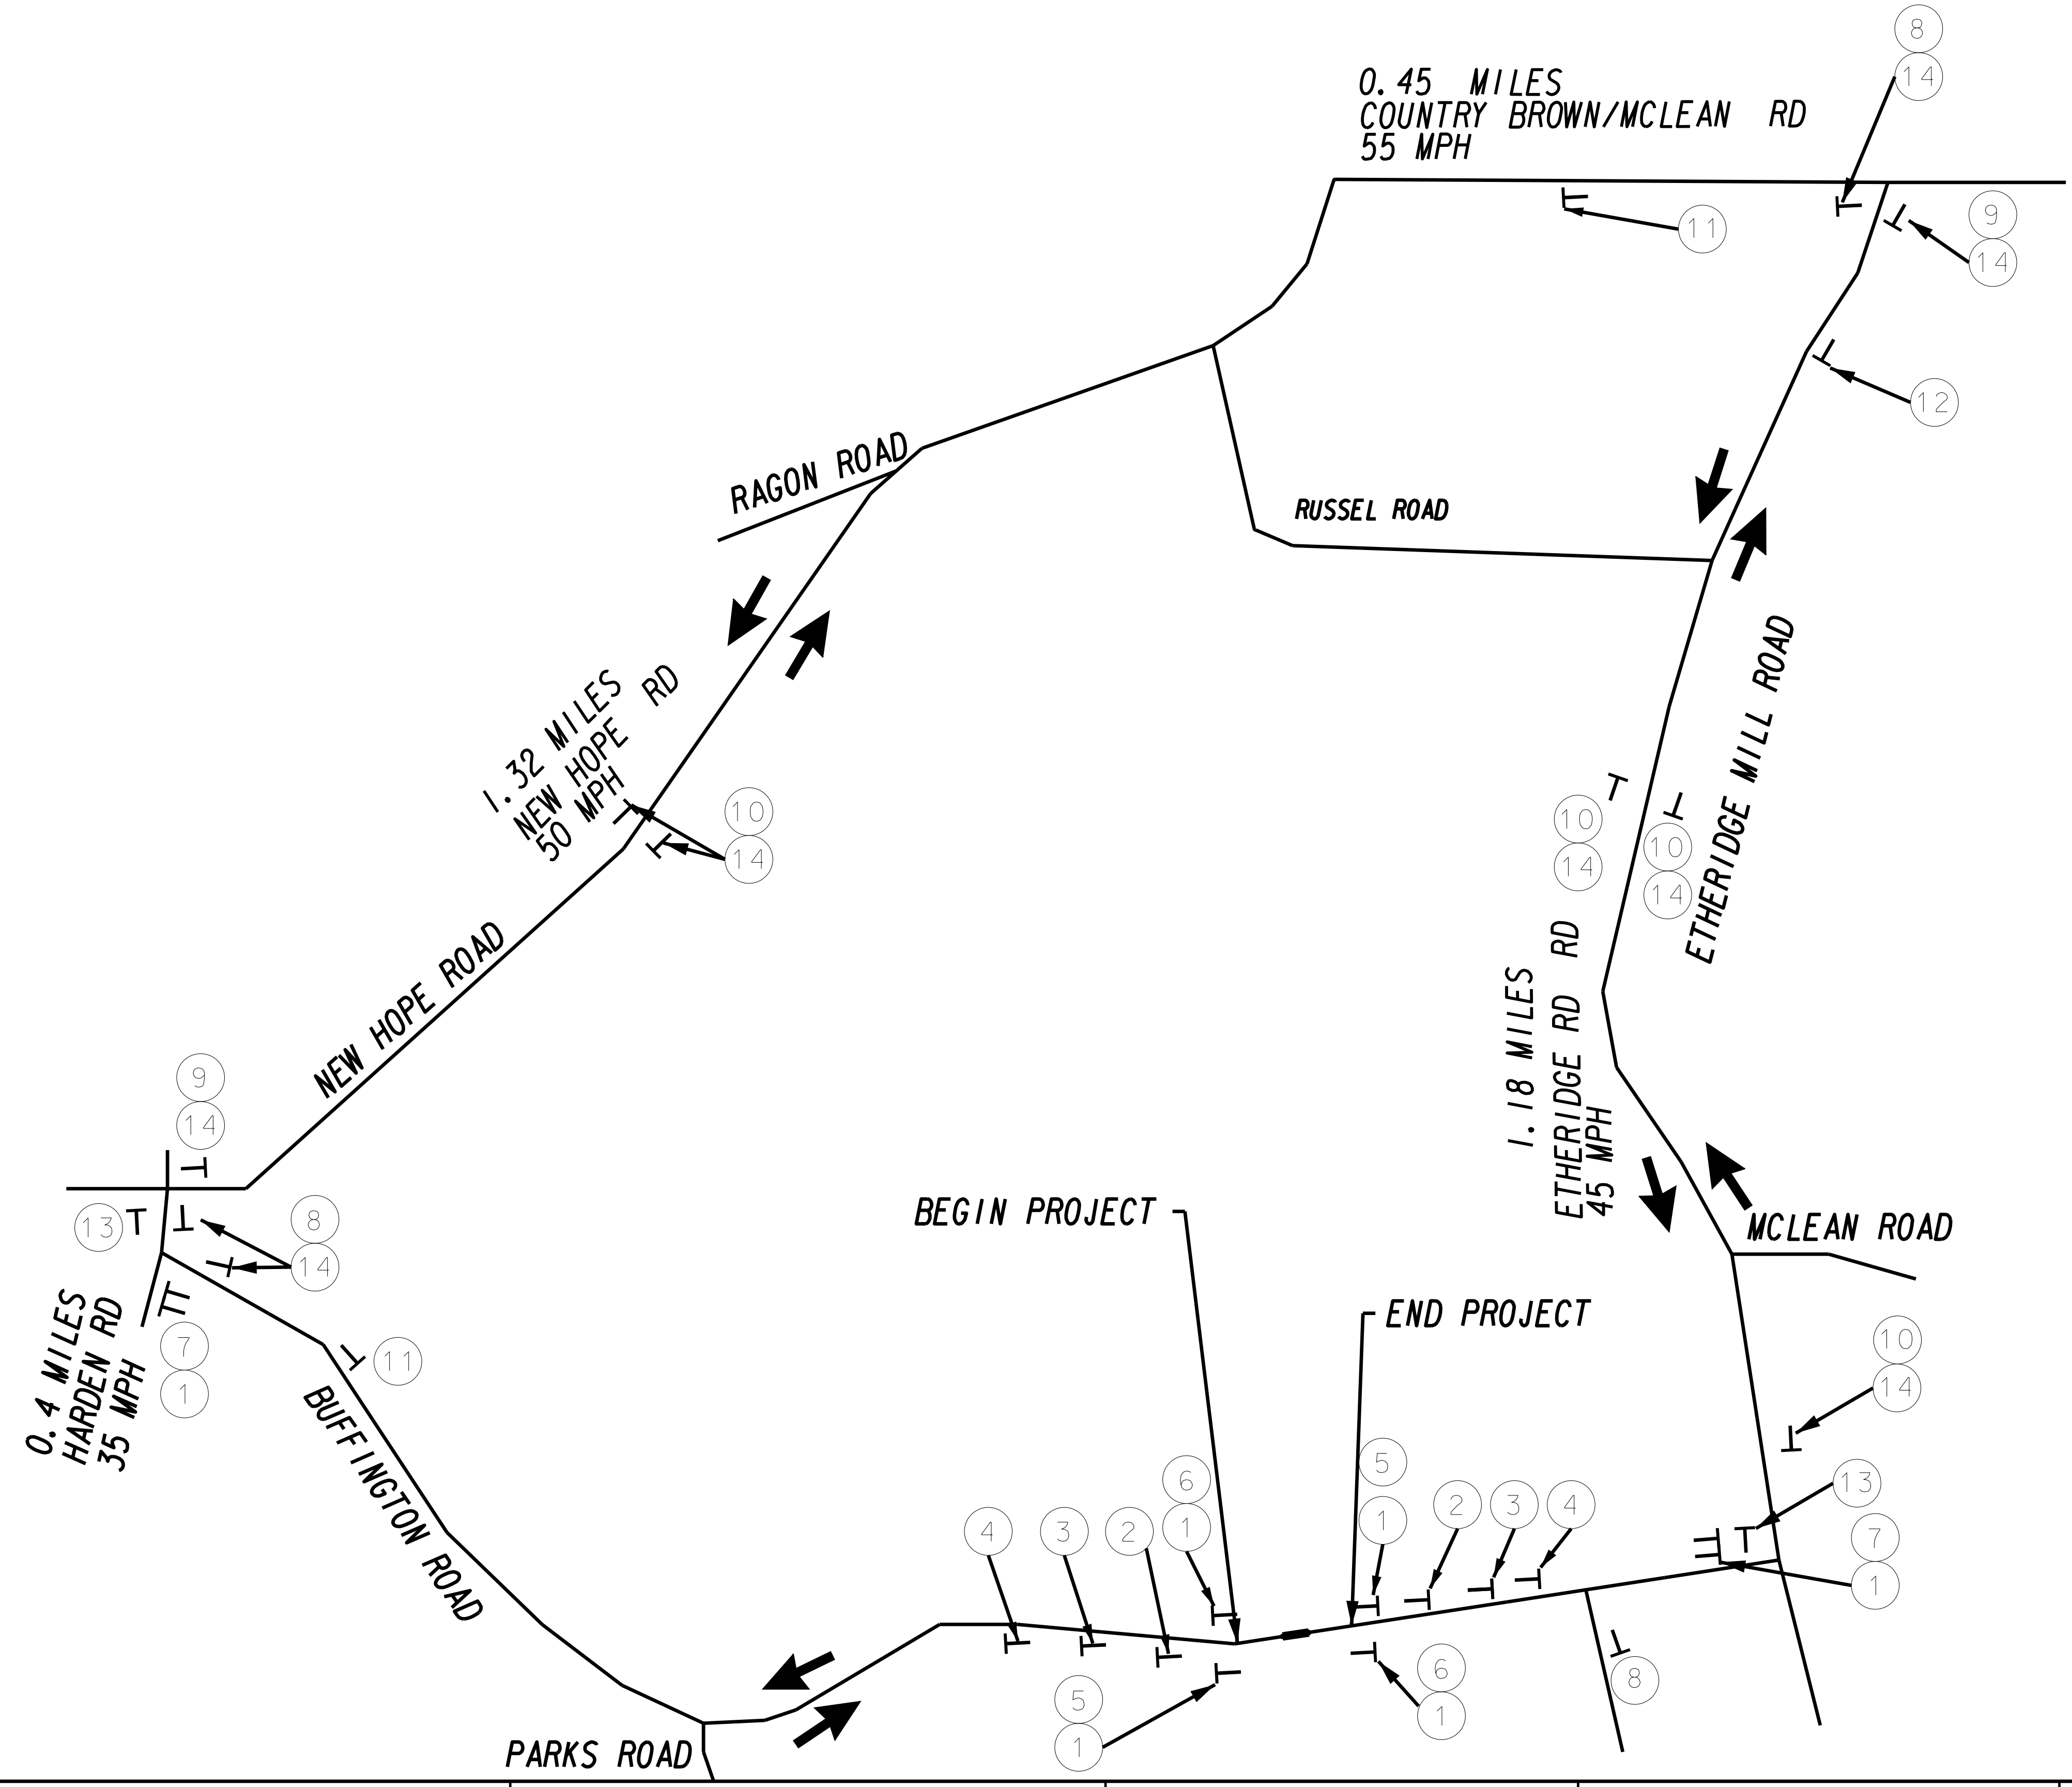 8
14
0.45 MILES
COUNTRY BROWN/MCLEAN RD
55 MPH
11
9
14
12
RAGON ROAD
RUSSEL ROAD
1.32 MILES
NEW HOPE RD
50 MPH
10
14
10
14
10
14
ETHERIDGE MILL ROAD
NEW HOPE ROAD
1.18 MILES
ETHERIDGE RD RD
45 MPH
9
14
13
8
14
BEGIN PROJECT
MCLEAN ROAD
END PROJECT
0.4 MILES
HARDEN RD
35 MPH
7
1
11
BUFFINGTON ROAD
10
14
13
7
1
4
3
2
6
1
5
1
2
3
4
5
1
6
1
8
PARKS ROAD